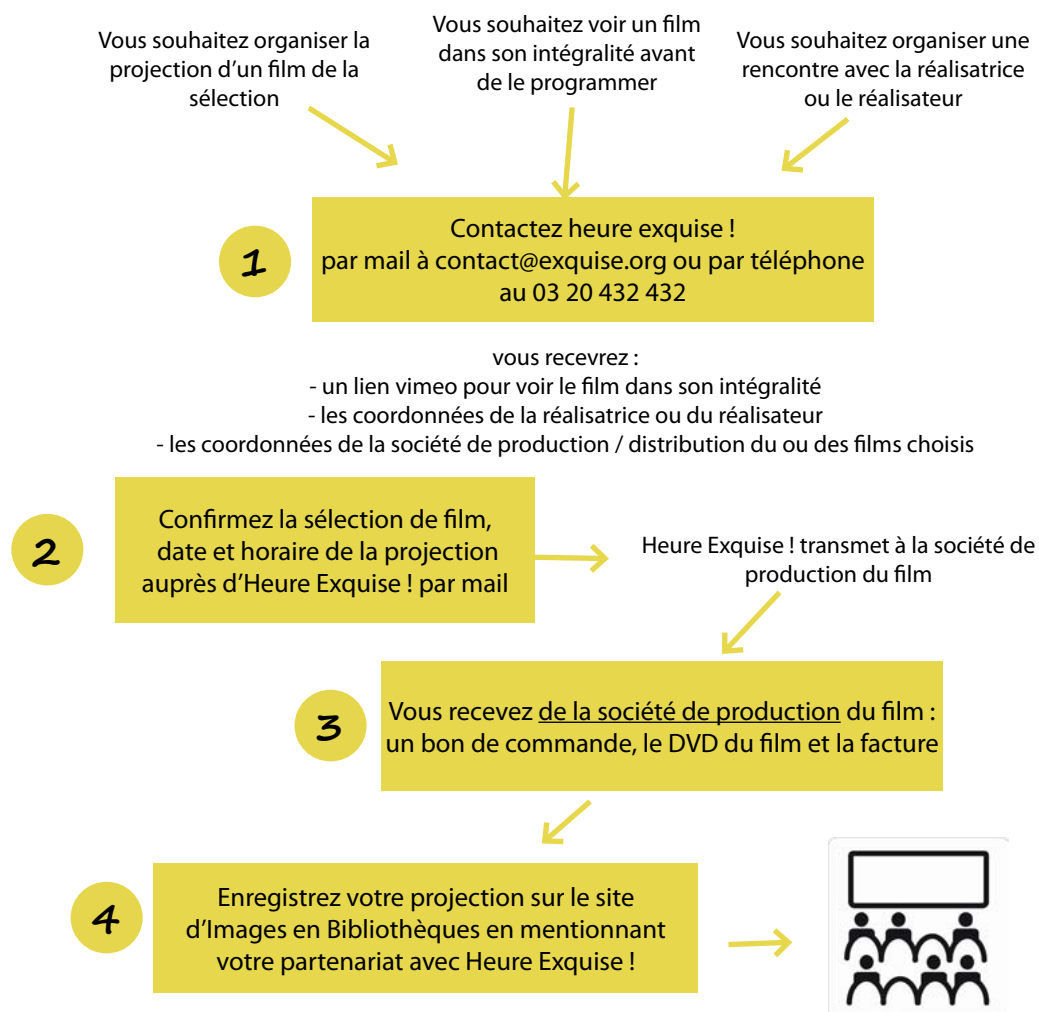 Vous souhaitez organiser la
projection d'un film de la
sélection
Vous souhaitez voir un film
dans son intégralité avant
de le programmer
Vous souhaitez organiser une
rencontre avec la réalisatrice
ou le réalisateur
1
Contactez heure exquise !
par mail à contact@exquise.org ou par téléphone
au 03 20 432 432
vous recevrez :
- un lien vimeo pour voir le film dans son intégralité
- les coordonnées de la réalisatrice ou du réalisateur
- les coordonnées de la société de production / distribution du ou des films choisis
2
Confirmez la sélection de film,
date et horaire de la projection
auprès d'Heure Exquise ! par mail
Heure Exquise ! transmet à la société de
production du film
3
Vous recevez de la société de production du film :
un bon de commande, le DVD du film et la facture
4
Enregistrez votre projection sur le site
d'Images en Bibliothèques en mentionnant
votre partenariat avec Heure Exquise !